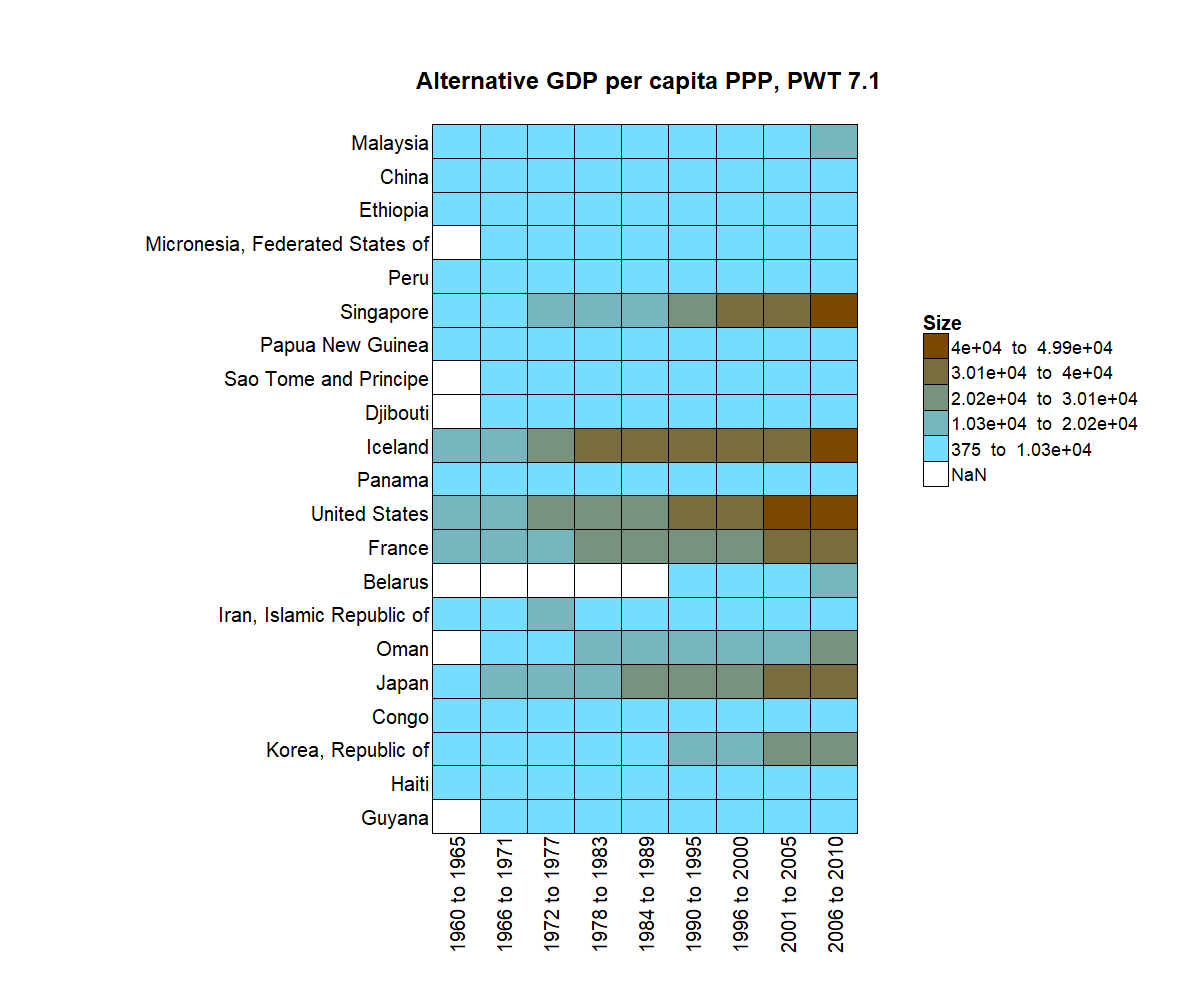 Alternative GDP per capita PPP, PWT 7.1
Malaysia
China
Ethiopia
Micronesia, Federated States of
Peru
Singapore
Papua New Guinea
Sao Tome and Principe
Djibouti
Iceland
Panama
United States
France
Belarus
Iran, Islamic Republic of
Oman
Japan
Congo
Korea, Republic of
Haiti
Guyana
1960 to 1965
1966 to 1971
1972 to 1977
1978 to 1983
1984 to 1989
1990 to 1995
1996 to 2000
2001 to 2005
2006 to 2010
Size
4e+04 to 4.99e+04
3.01e+04 to 4e+04
2.02e+04 to 3.01e+04
1.03e+04 to 2.02e+04
375 to 1.03e+04
NaN